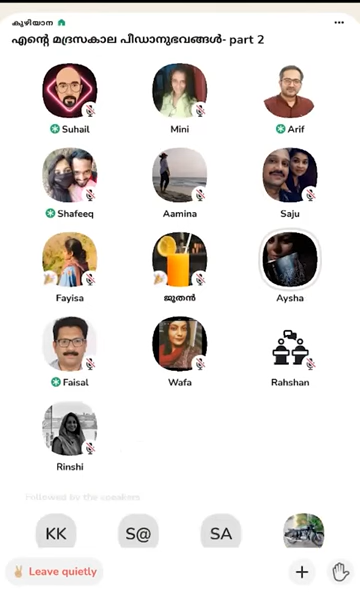 കുഴിയാന
എന്റെ മദ്രസകാല പീഡാനുഭവങ്ങൾ- part 2
Suhail
Mini
Arif
Shafeeq
Aamina
Saju
Fayisa
ജൂതൻ
Aysha
Faisal
Wafa
Rahshan
Rinshi
Followed by the speakers
KK
S@
SA
Leave quietly